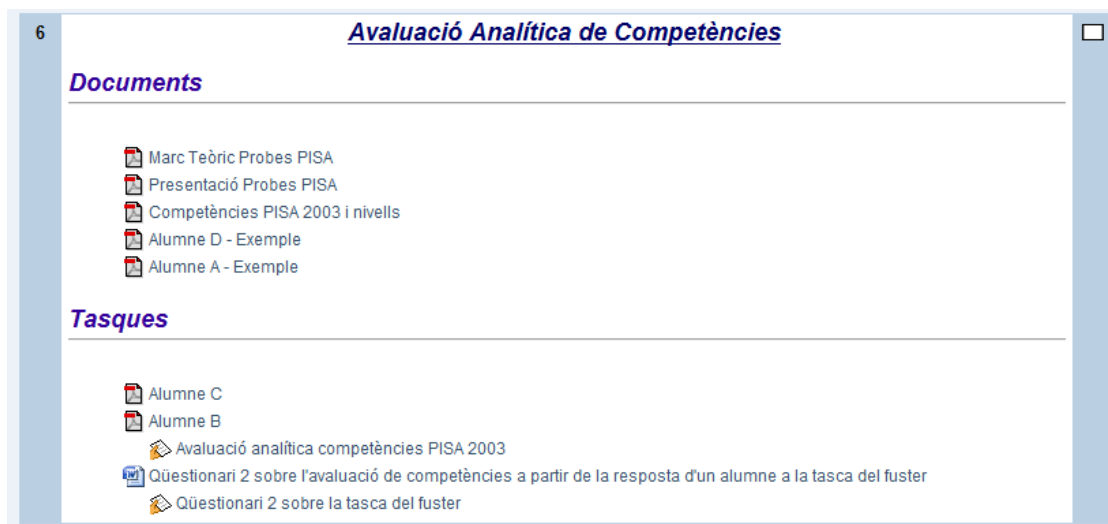 6
Avaluació Analítica de Competències
Documents
Marc Teòric Probes PISA
Presentació Probes PISA
Competències PISA 2003 i nivells
Alumne D - Exemple
Alumne A - Exemple
Tasques
Alumne C
Alumne B
Avaluació analítica competències PISA 2003
Qüestionari 2 sobre l'avaluació de competències a partir de la resposta d'un alumne a la tasca del fuster
Qüestionari 2 sobre la tasca del fuster